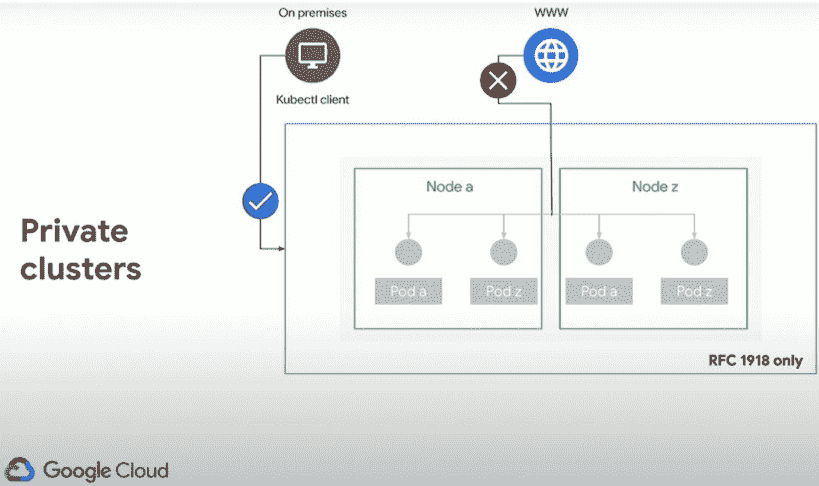 On premises
WWW
Kubectl client
Private
clusters
Node a
Node z
Pod a
Pod z
Pod a
Pod z
RFC 1918 only
Google Cloud